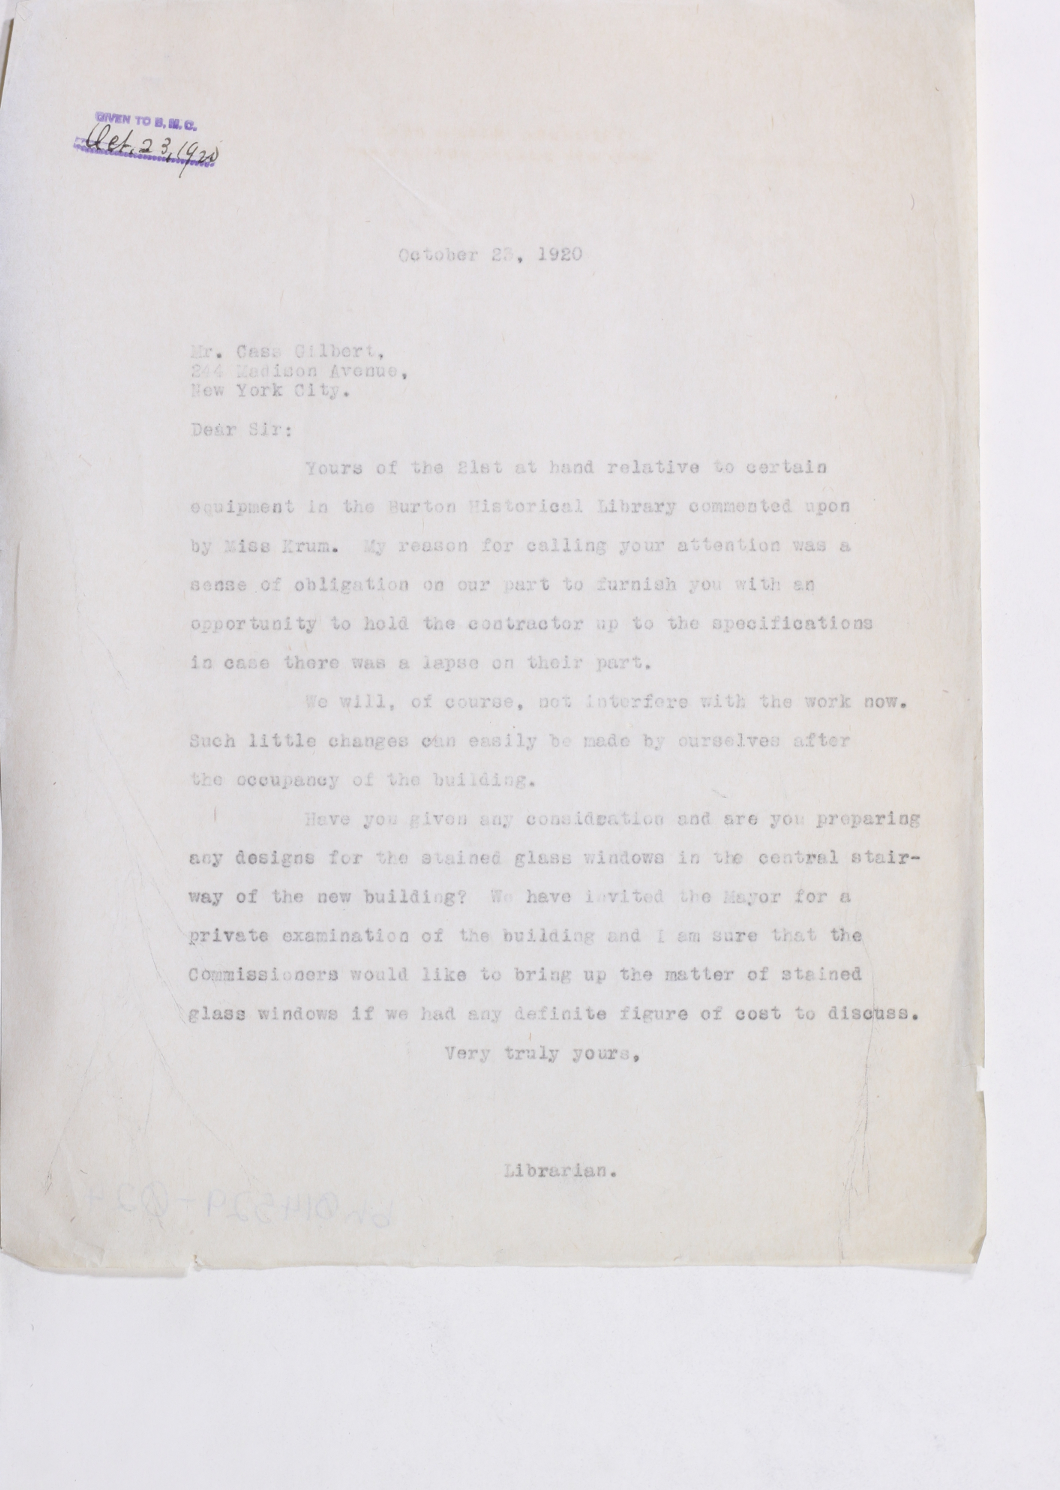 GIVEN TO B. H. C.
Oct. 23, 1920
October 23, 1920
Mr. Cass Gilbert,
244 Madison Avenue,
New York City.
Dear Sir:
Yours of the 21st at hand relative to certain
equipment in the Burton Historical Library commented upon
by Miss Krum. My reason for calling your attention was a
sense of obligation on our part to furnish you with an
opportunity to hold the contractor up to the specifications
in case there was a lapse on their part.
We will, of course, not interfere with the work now.
Such little changes can easily be made by ourselves after
the occupancy of the building.
Have you given any consideation and are you preparing
any designs for the stained glass windows in the central stair-
way of the new building? We have invited the Mayor for a
private examination of the building and I am sure that the
Commissioners would like to bring up the matter of stained
glass windows if we had any definite figure of cost to discuss.
Very truly yours,
Librarian.